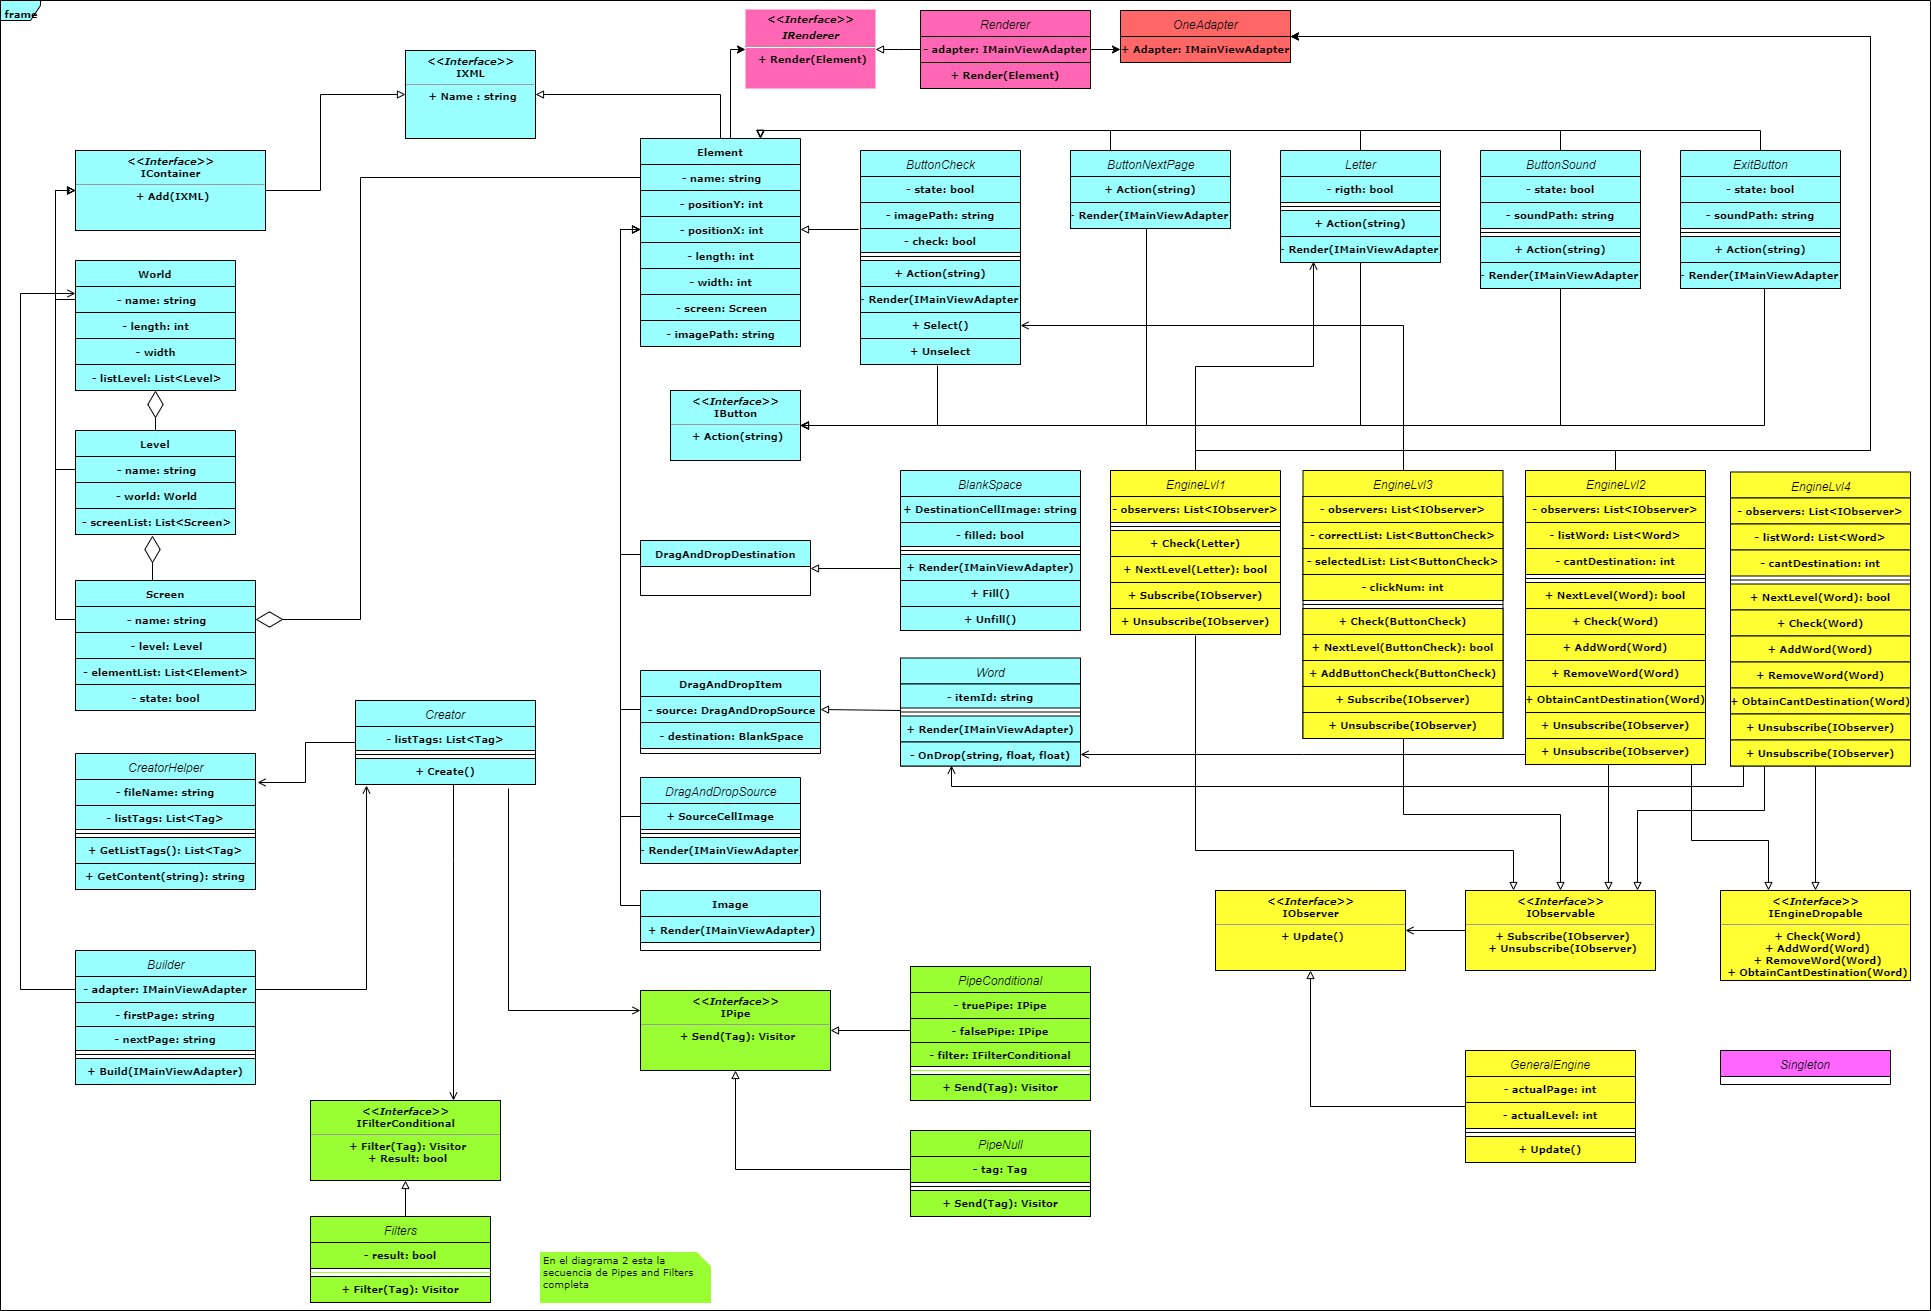 frame
<<Interface>>
IRenderer
+ Render(Element)
Renderer
- adapter: IMainViewAdapter
+ Render(Element)
OneAdapter
+ Adapter: IMainViewAdapter
<<Interface>>
IXML
+ Name : string
<<Interface>>
IContainer
+ Add(IXML)
Element
- name: string
- positionY: int
- positionX: int
- length: int
- width: int
- screen: Screen
- imagePath: string
ButtonCheck
- state: bool
- imagePath: string
- check: bool
+ Action(string)
- Render(IMainViewAdapter
+ Select()
+ Unselect
ButtonNextPage
+ Action(string)
- Render(IMainViewAdapter
Letter
- rigth: bool
+ Action(string)
- Render(IMainViewAdapter
ButtonSound
- state: bool
- soundPath: string
+ Action(string)
- Render(IMainViewAdapter
ExitButton
- state: bool
- soundPath: string
+ Action(string)
- Render(IMainViewAdapter
World
- name: string
- length: int
- width
- listLevel: List<Level>
<<Interface>>
IButton
+ Action(string)
Level
- name: string
- world: World
- screenList: List<Screen>
BlankSpace
+ DestinationCellImage: string
- filled: bool
+ Render(IMainViewAdapter)
+ Fill()
+ Unfill()
EngineLvl1
- observers: List<IObserver>
+ Check(Letter)
+ NextLevel(Letter): bool
+ Subscribe(IObserver)
+ Unsubscribe(IObserver)
EngineLvl3
- observers: List<IObserver>
- correctList: List<ButtonCheck>
- selectedList: List<ButtonCheck>
- clickNum: int
+ Check(ButtonCheck)
+ NextLevel(ButtonCheck): bool
+ AddButtonCheck(ButtonCheck)
+ Subscribe(IObserver)
+ Unsubscribe(IObserver)
EngineLvl2
- observers: List<IObserver>
- listWord: List<Word>
- cantDestination: int
+ NextLevel(Word): bool
+ Check(Word)
+ AddWord(Word)
+ RemoveWord(Word)
+ ObtainCantDestination(Word)
+ Unsubscribe(IObserver)
+ Unsubscribe(IObserver)
EngineLvl4
- observers: List<IObserver>
- listWord: List<Word>
- cantDestination: int
+ NextLevel(Word): bool
+ Check(Word)
+ AddWord(Word)
+ RemoveWord(Word)
+ ObtainCantDestination(Word)
+ Unsubscribe(IObserver)
+ Unsubscribe(IObserver)
DragAndDropDestination
Screen
- name: string
- level: Level
- elementList: List<Element>
- state: bool
DragAndDropItem
- source: DragAndDropSource
- destination: BlankSpace
Word
- itemId: string
+ Render(IMainViewAdapter)
- OnDrop(string, float, float)
Creator
- listTags: List<Tag>
+ Create()
CreatorHelper
- fileName: string
- listTags: List<Tag>
+ GetListTags(): List<Tag>
+ GetContent(string): string
DragAndDropSource
+ SourceCellImage
- Render(IMainViewAdapter
Image
+ Render(IMainViewAdapter)
<<Interface>>
IObserver
+ Update()
<<Interface>>
IObservable
+ Subscribe(IObserver)
+ Unsubscribe(IObserver)
<<Interface>>
IEngineDropable
+ Check(Word)
+ AddWord(Word)
+ RemoveWord(Word)
+ ObtainCantDestination(Word)
Builder
- adapter: IMainViewAdapter
- firstPage: string
- nextPage: string
+ Build(IMainViewAdapter)
<<Interface>>
IPipe
+ Send(Tag): Visitor
PipeConditional
- truePipe: IPipe
- falsePipe: IPipe
- filter: IFilterConditional
+ Send(Tag): Visitor
GeneralEngine
- actualPage: int
- actualLevel: int
+ Update()
Singleton
<<Interface>>
IFilterConditional
+ Filter(Tag): Visitor
+ Result: bool
PipeNull
- tag: Tag
+ Send(Tag): Visitor
Filters
- result: bool
+ Filter(Tag): Visitor
En el diagrama 2 esta la
secuencia de Pipes and Filters
completa